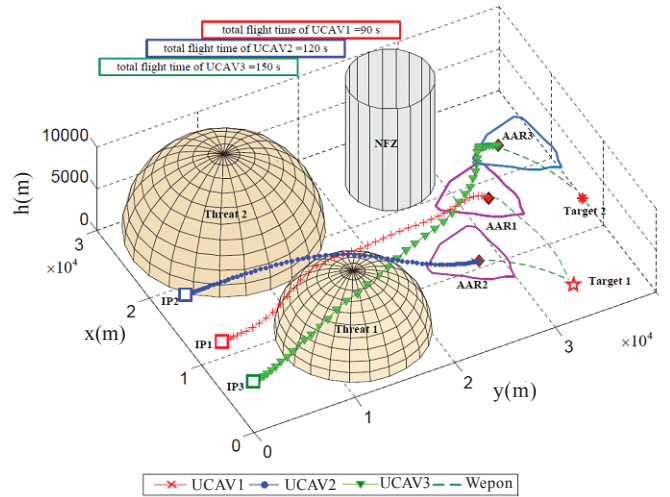 total flight time of UCAV1 =90 s
total flight time of UCAV2 =120 s
total flight time of UCAV3 =150 s
10000
5000
0
h(m)
3
×10⁴
2
x(m)
1
0
NFZ
AAR3
Threat 2
Target 2
AAR1
IP2
AAR2
Target 1
IP1
Threat 1
IP3
0
1
2
3
×10⁴
y(m)
UCAV1 UCAV2 UCAV3 Wepon